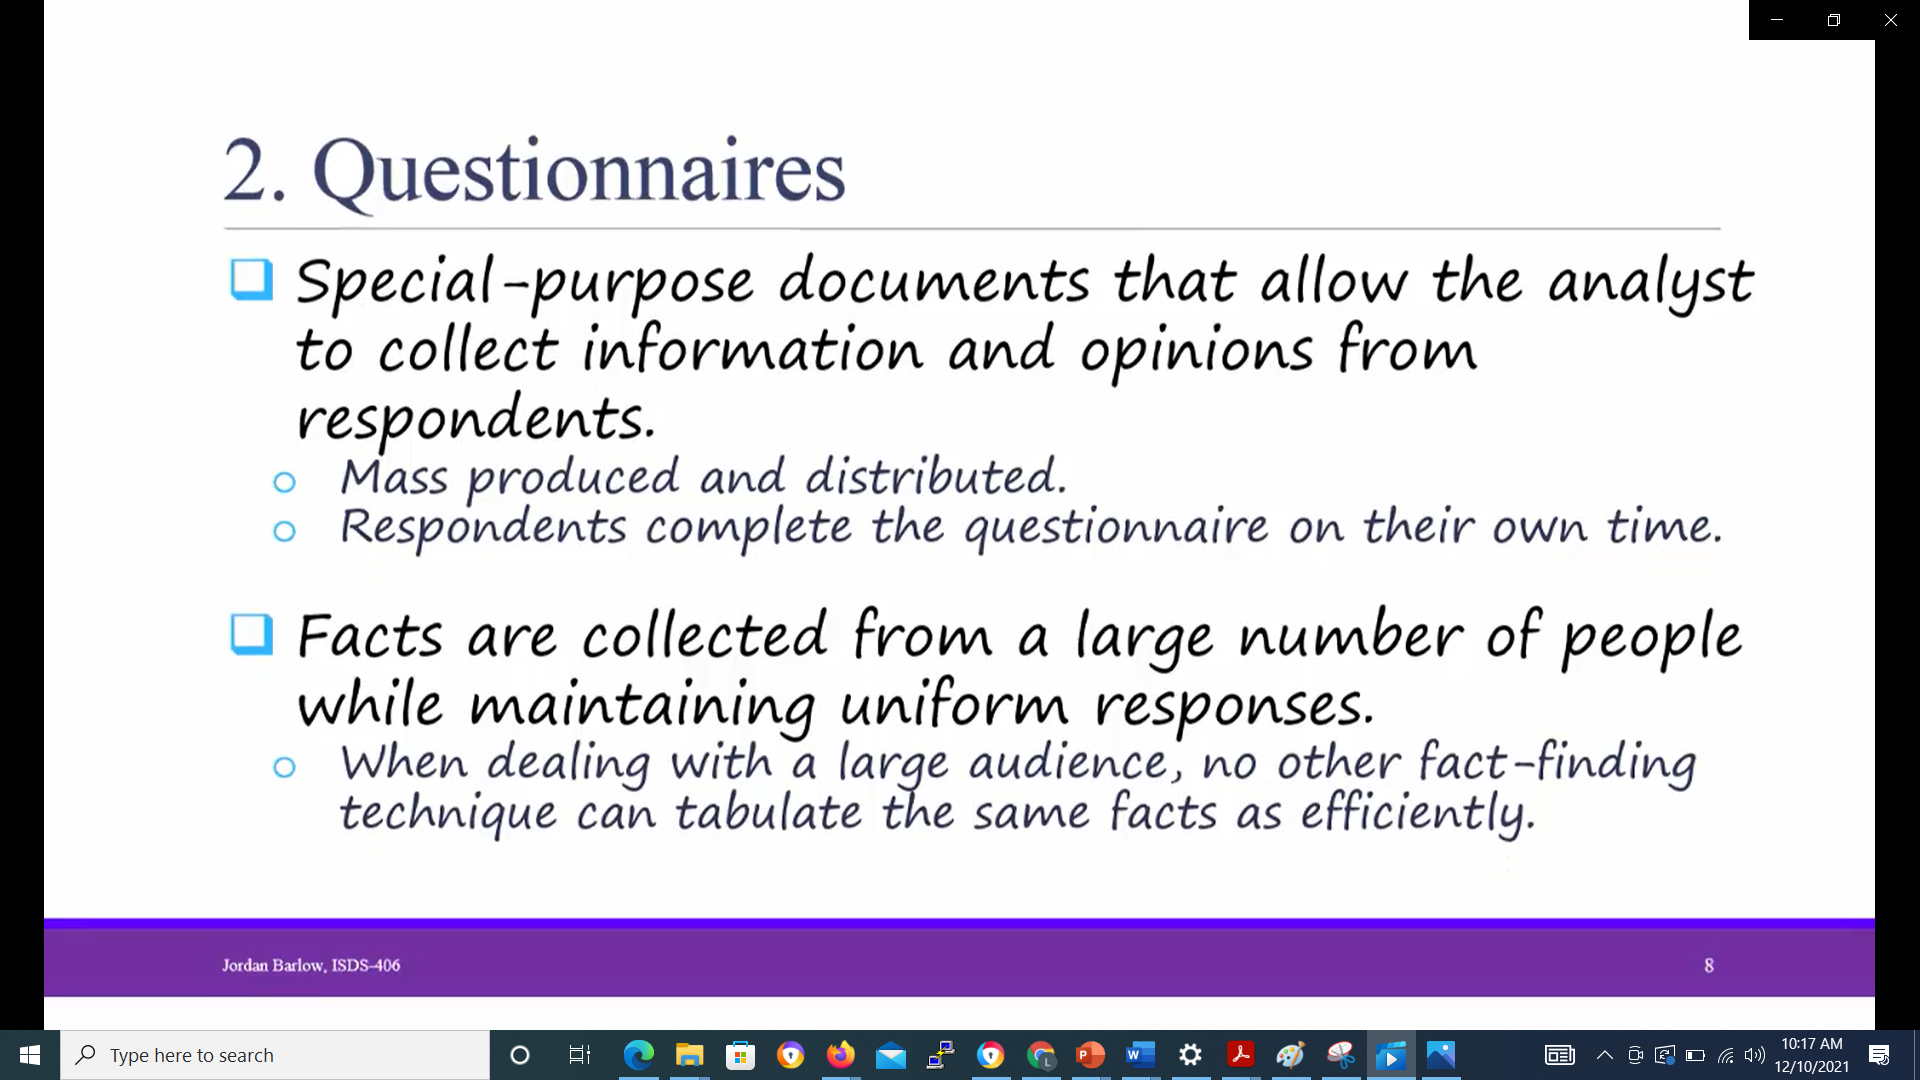 2. Questionnaires
Special-purpose documents that allow the analyst
to collect information and opinions from
respondents.
Mass produced and distributed.
Respondents complete the questionnaire on their own time.
Facts are collected from a large number of people
while maintaining uniform responses.
When dealing with a large audience, no other fact-finding
technique can tabulate the same facts as efficiently.
Jordan Barlow, ISDS-406
8
Type here to search
10:17 AM
12/10/2021